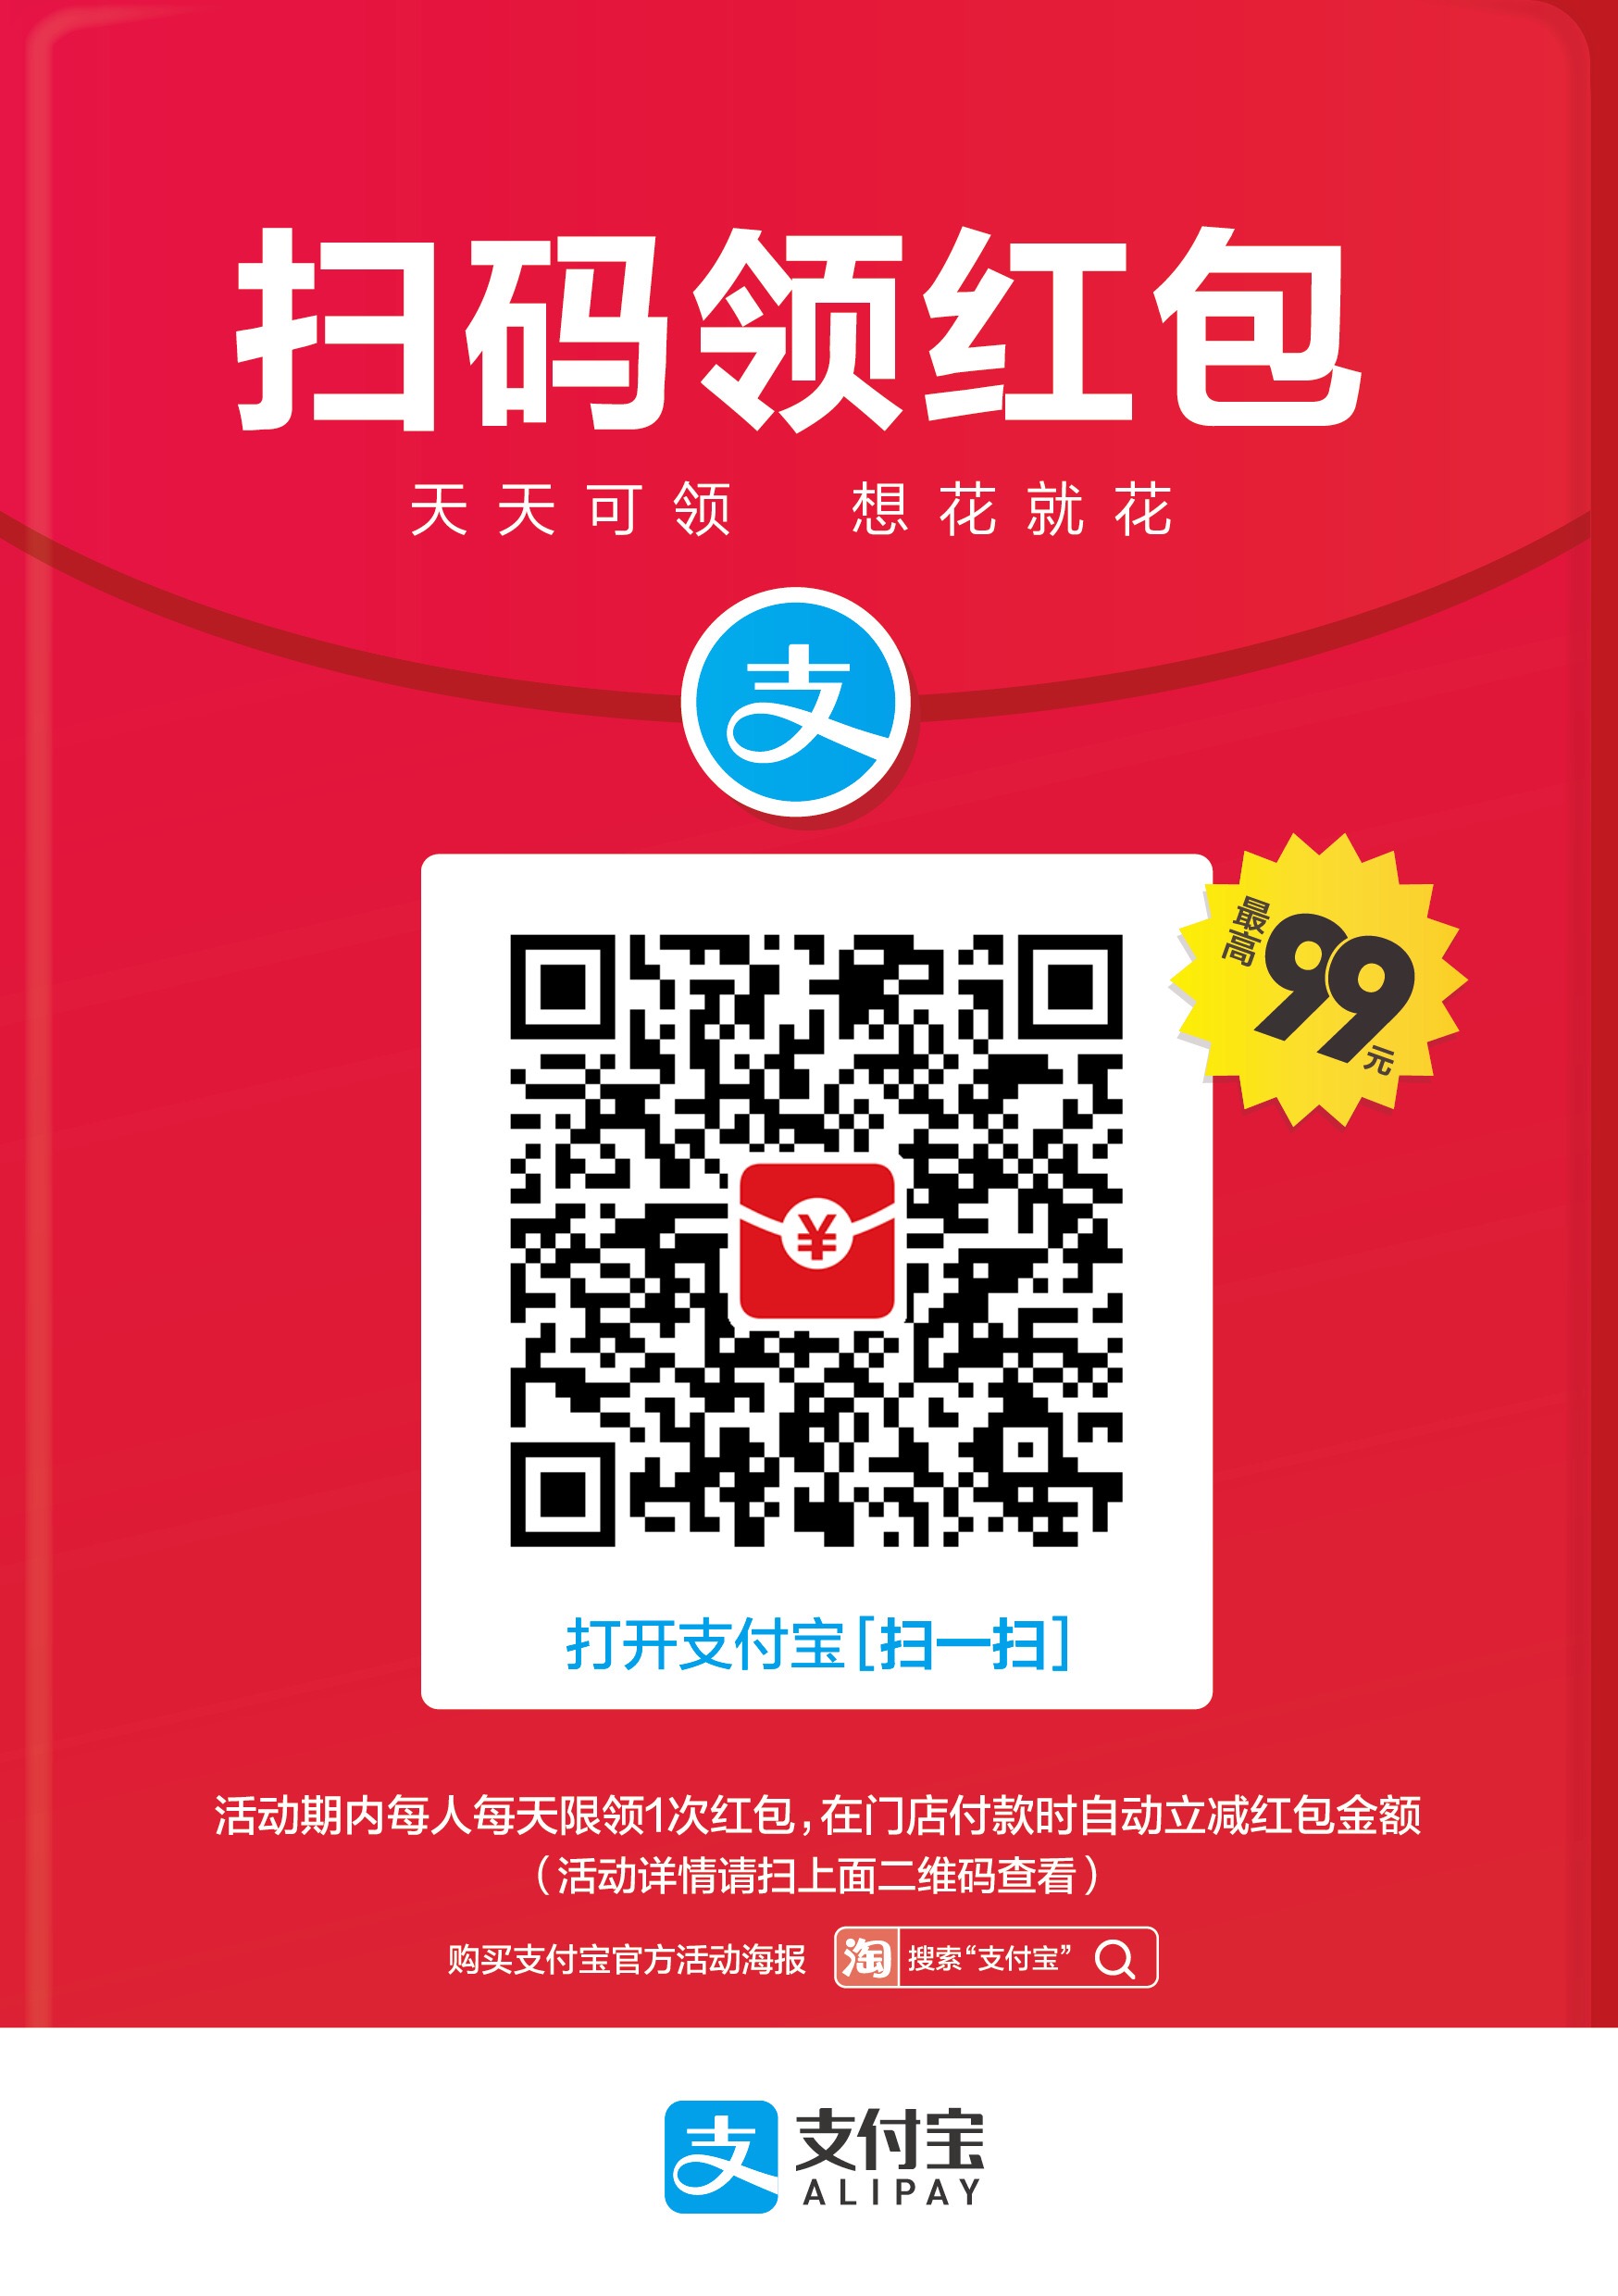 扫码领红包
天天可领 想花就花
支
最高99元
¥
打开支付宝[扫一扫]
活动期内每人每天限领1次红包,在门店付款时自动立减红包金额
(活动详情请扫上面二维码查看)
购买支付宝官方活动海报 淘 搜索“支付宝”
支 支付宝
ALIPAY